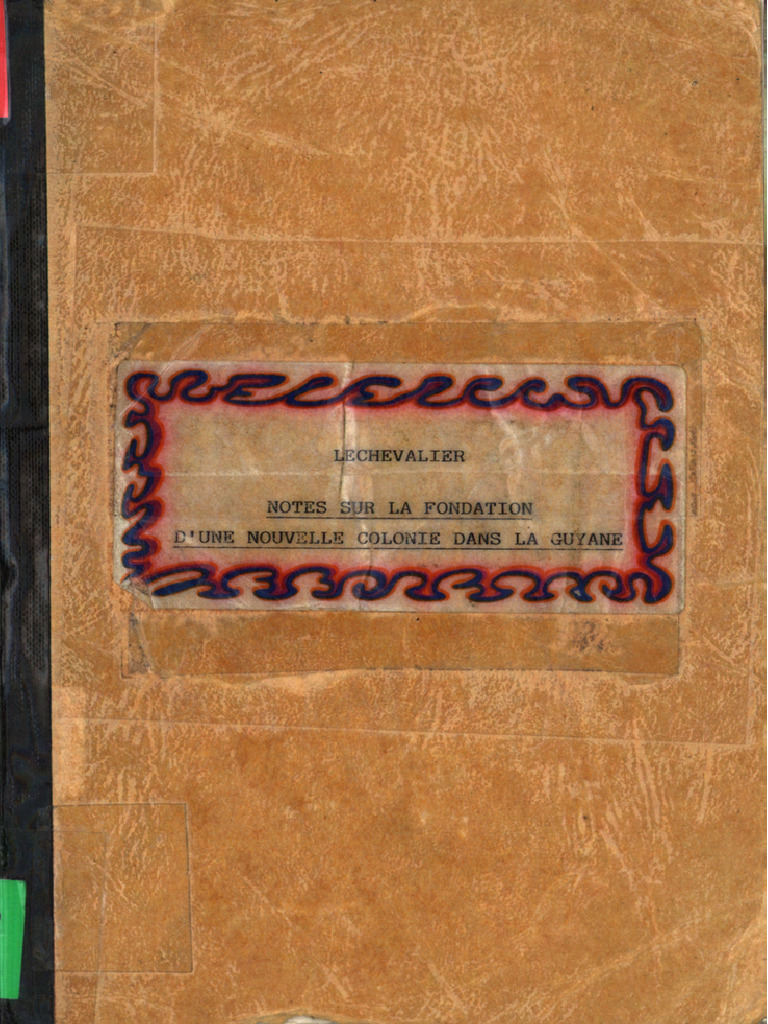 LECHEVALIER
NOTES SUR LA FONDATION
D'UNE NOUVELLE COLONIE DANS LA GUYANE